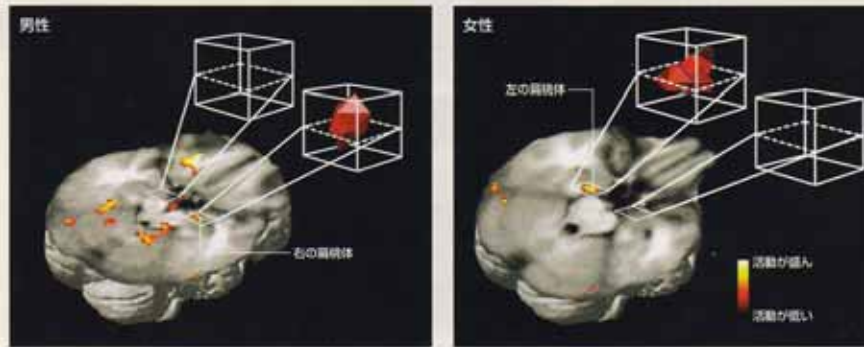 男性
右の扁桃体
女性
左の扁桃体
活動が盛ん
活動が低い